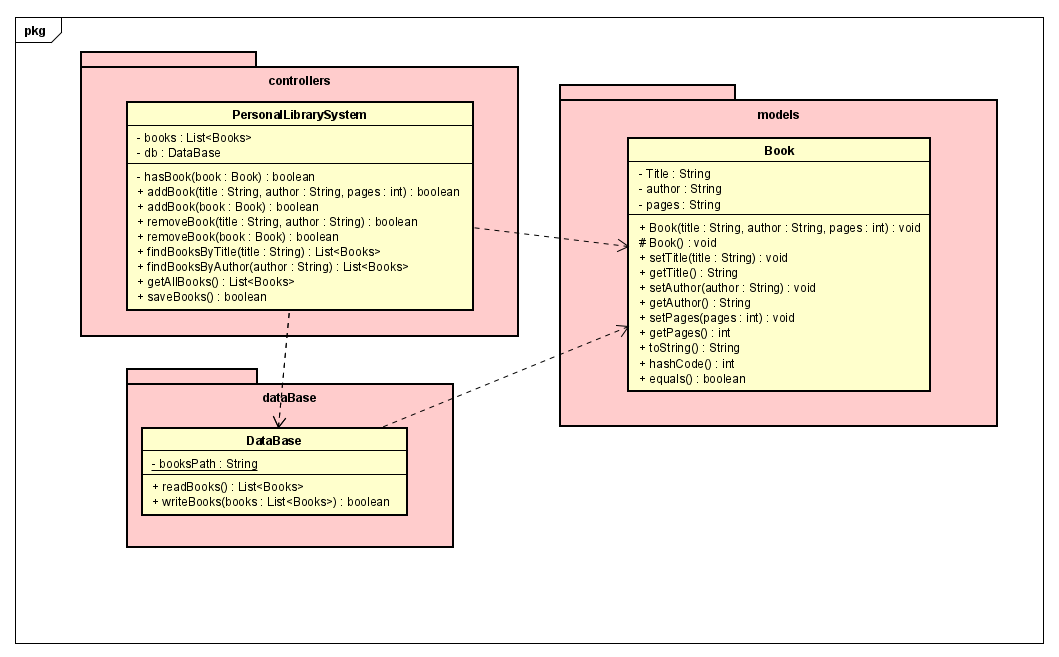 pkg
controllers
PersonalLibrarySystem
- books : List<Books>
- db : DataBase
- hasBook(book : Book) : boolean
+ addBook(title : String, author : String, pages : int) : boolean
+ addBook(book : Book) : boolean
+ removeBook(title : String, author : String) : boolean
+ removeBook(book : Book) : boolean
+ findBooksByTitle(title : String) : List<Books>
+ findBooksByAuthor(author : String) : List<Books>
+ getAllBooks() : List<Books>
+ saveBooks() : boolean
models
Book
- Title : String
- author : String
- pages : String
+ Book(title : String, author : String, pages : int) : void
# Book() : void
+ setTitle(title : String) : void
+ getTitle() : String
+ setAuthor(author : String) : void
+ getAuthor() : String
+ setPages(pages : int) : void
+ getPages() : int
+ toString() : String
+ hashCode() : int
+ equals() : boolean
dataBase
DataBase
- booksPath : String
+ readBooks() : List<Books>
+ writeBooks(books : List<Books>) : boolean